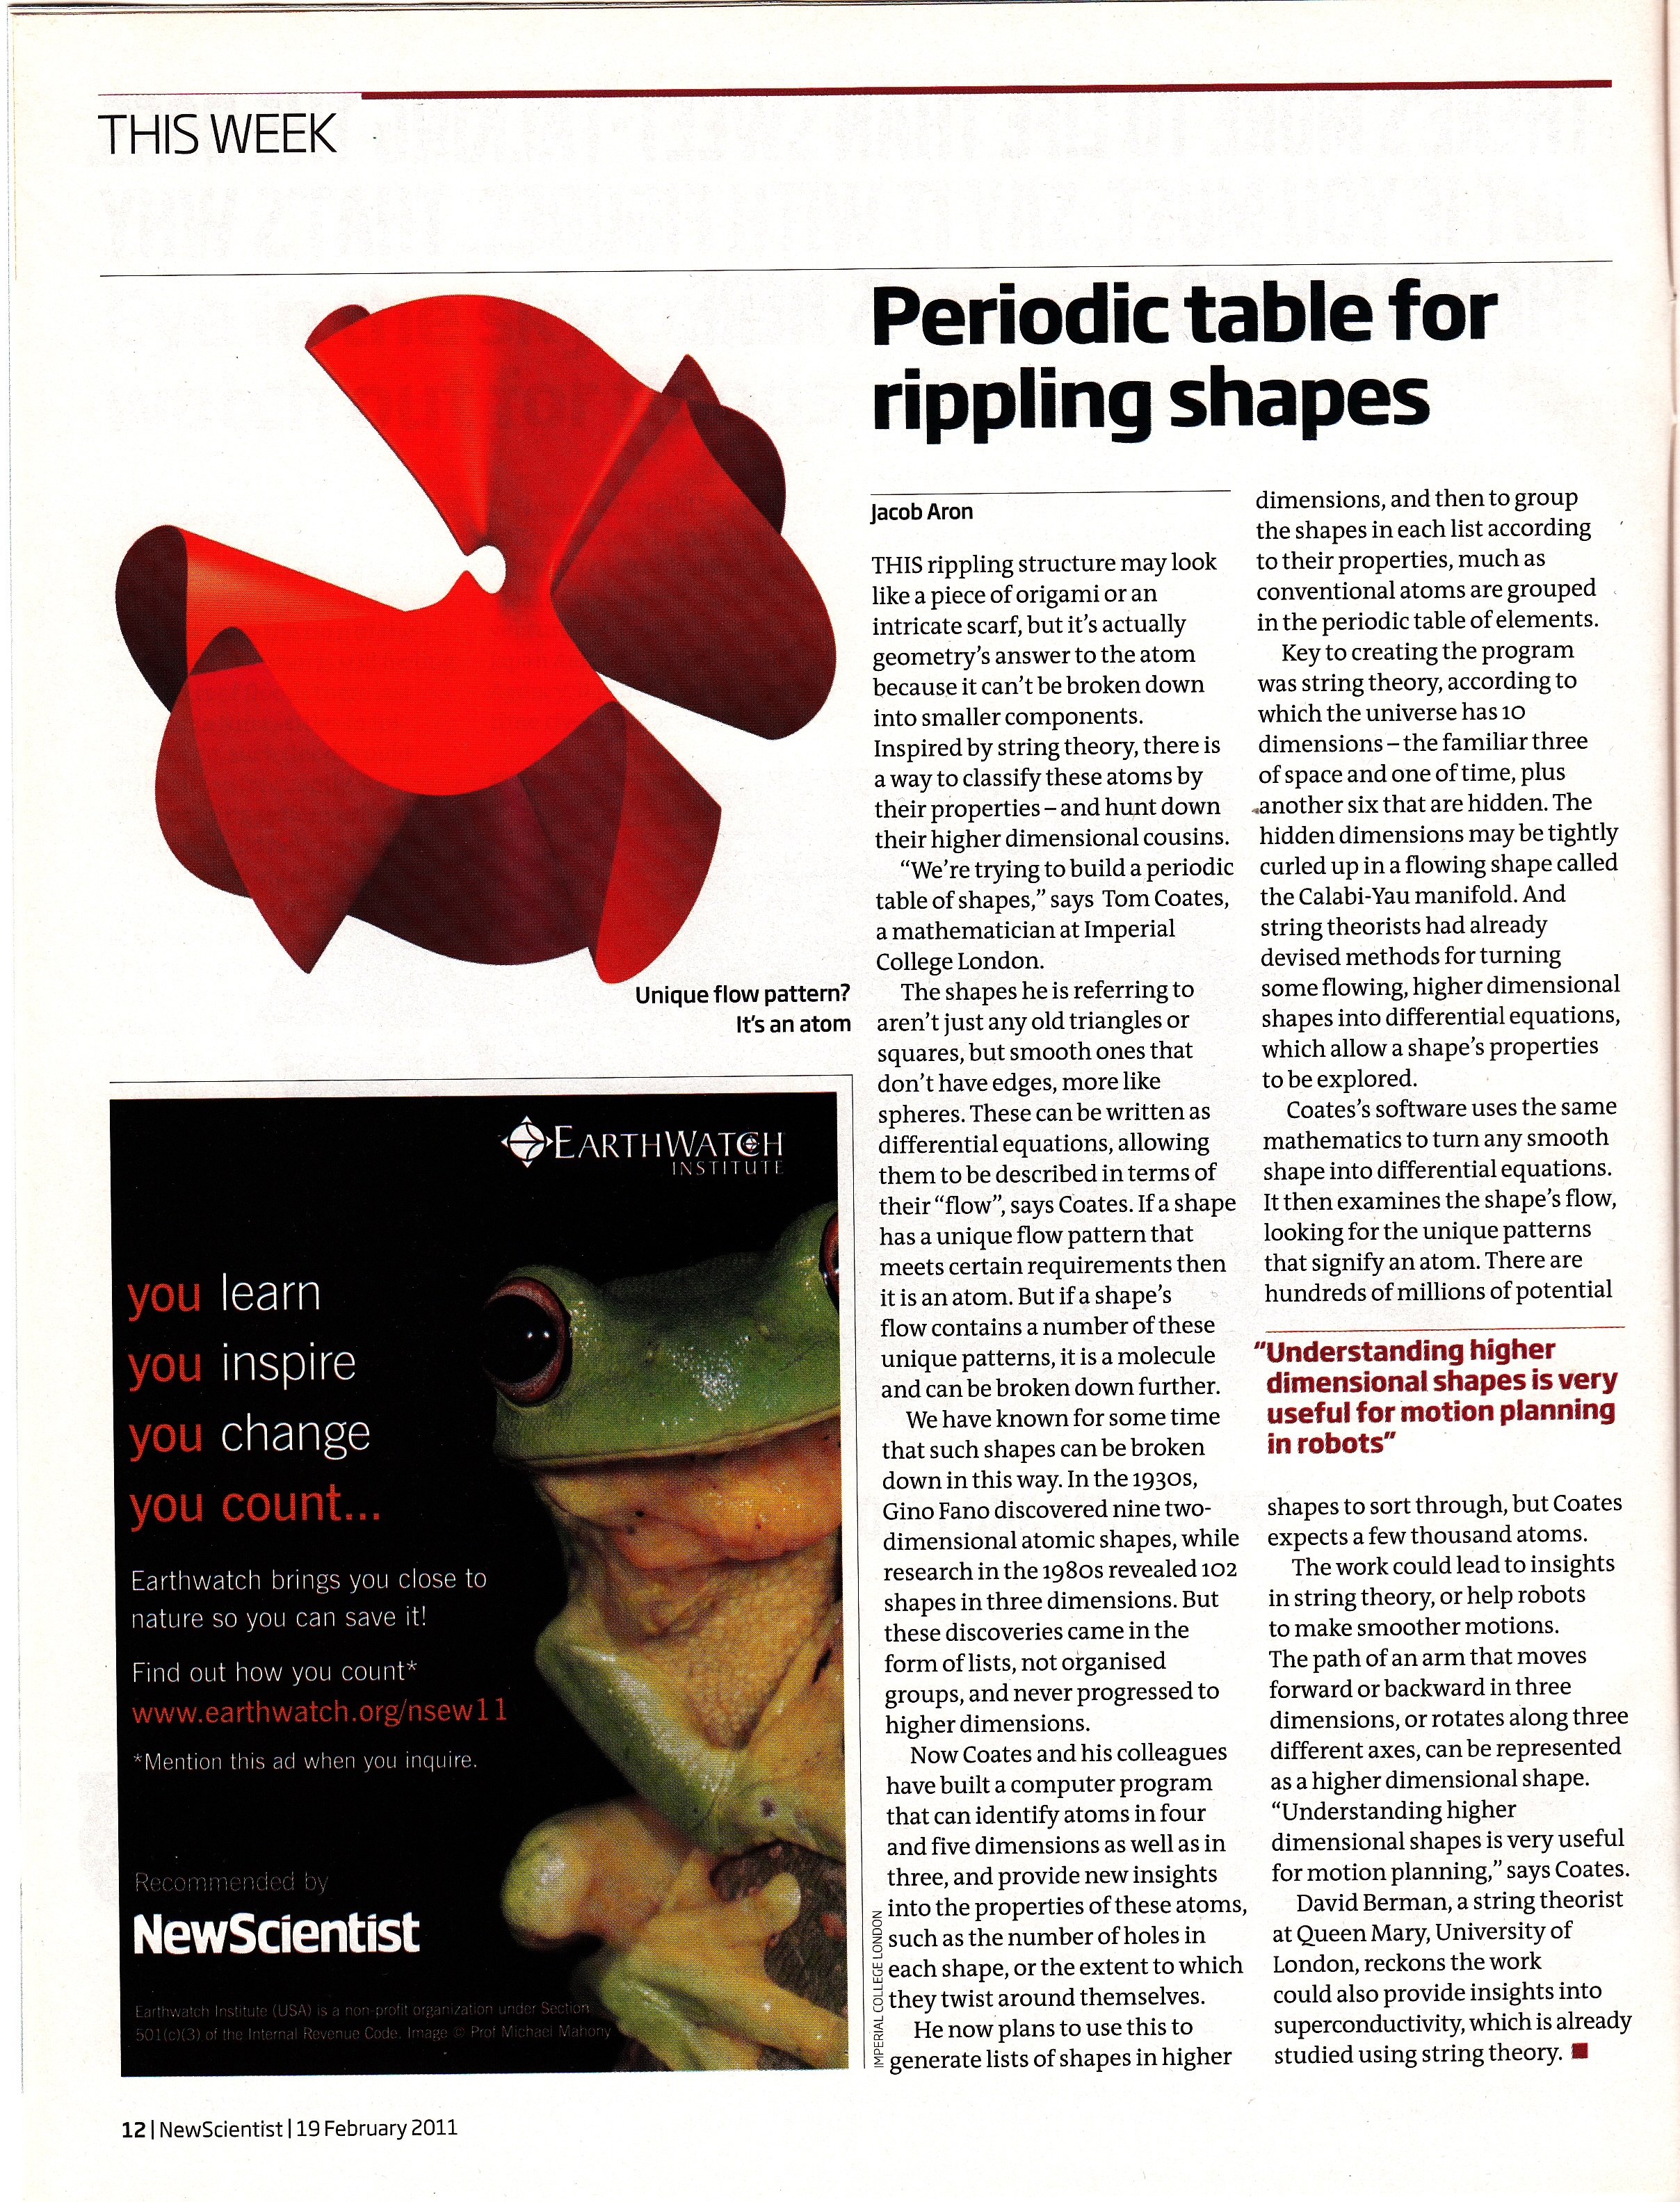 THIS WEEK
Periodic table for
rippling shapes
Unique flow pattern?
It's an atom
Jacob Aron
THIS rippling structure may look
like a piece of origami or an
intricate scarf, but it's actually
geometry's answer to the atom
because it can't be broken down
into smaller components.
Inspired by string theory, there is
a way to classify these atoms by
their properties – and hunt down
their higher dimensional cousins.
"We're trying to build a periodic
table of shapes," says Tom Coates,
a mathematician at Imperial
College London.
The shapes he is referring to
aren't just any old triangles or
squares, but smooth ones that
don't have edges, more like
spheres. These can be written as
differential equations, allowing
them to be described in terms of
their "flow", says Coates. If a shape
has a unique flow pattern that
meets certain requirements then
it is an atom. But if a shape's
flow contains a number of these
unique patterns, it is a molecule
and can be broken down further.
We have known for some time
that such shapes can be broken
down in this way. In the 1930s,
Gino Fano discovered nine two-
dimensional atomic shapes, while
research in the 1980s revealed 102
shapes in three dimensions. But
these discoveries came in the
form of lists, not organised
groups, and never progressed to
higher dimensions.
Now Coates and his colleagues
have built a computer program
that can identify atoms in four
and five dimensions as well as in
three, and provide new insights
into the properties of these atoms,
such as the number of holes in
each shape, or the extent to which
they twist around themselves.
He now plans to use this to
generate lists of shapes in higher
dimensions, and then to group
the shapes in each list according
to their properties, much as
conventional atoms are grouped
in the periodic table of elements.
Key to creating the program
was string theory, according to
which the universe has 10
dimensions – the familiar three
of space and one of time, plus
another six that are hidden. The
hidden dimensions may be tightly
curled up in a flowing shape called
the Calabi-Yau manifold. And
string theorists had already
devised methods for turning
some flowing, higher dimensional
shapes into differential equations,
which allow a shape's properties
to be explored.
Coates's software uses the same
mathematics to turn any smooth
shape into differential equations.
It then examines the shape's flow,
looking for the unique patterns
that signify an atom. There are
hundreds of millions of potential
"Understanding higher
dimensional shapes is very
useful for motion planning
in robots"
shapes to sort through, but Coates
expects a few thousand atoms.
The work could lead to insights
in string theory, or help robots
to make smoother motions.
The path of an arm that moves
forward or backward in three
dimensions, or rotates along three
different axes, can be represented
as a higher dimensional shape.
"Understanding higher
dimensional shapes is very useful
for motion planning," says Coates.
David Berman, a string theorist
at Queen Mary, University of
London, reckons the work
could also provide insights into
superconductivity, which is already
studied using string theory.
IMPERIAL COLLEGE LONDON
EARTHWATCH
INSTITUTE
you learn
you inspire
you change
you count...
Earthwatch brings you close to
nature so you can save it!
Find out how you count*
www.earthwatch.org/nsew11
*Mention this ad when you inquire.
Recommended by
NewScientist
Earthwatch Institute (USA) is a non-profit organization under Section
501(c)(3) of the Internal Revenue Code. Image © Prof Michael Mahony
12 | NewScientist | 19 February 2011